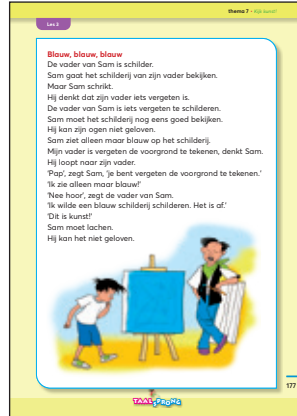 thema 7 • Kijk kunst!
Les 2
Blauw, blauw, blauw
De vader van Sam is schilder.
Sam gaat het schilderij van zijn vader bekijken.
Maar Sam schrikt.
Hij denkt dat zijn vader iets vergeten is.
De vader van Sam is iets vergeten te schilderen.
Sam moet het schilderij nog eens goed bekijken.
Hij kan zijn ogen niet geloven.
Sam ziet alleen maar blauw op het schilderij.
Mijn vader is vergeten de voorgrond te tekenen, denkt Sam.
Hij loopt naar zijn vader.
'Pap', zegt Sam, 'je bent vergeten de voorgrond te tekenen.'
'Ik zie alleen maar blauw!'
'Nee hoor', zegt de vader van Sam.
'Ik wilde een blauw schilderij schilderen. Het is af.'
'Dit is kunst!'
Sam moet lachen.
Hij kan het niet geloven.
177
TAALSPRONG